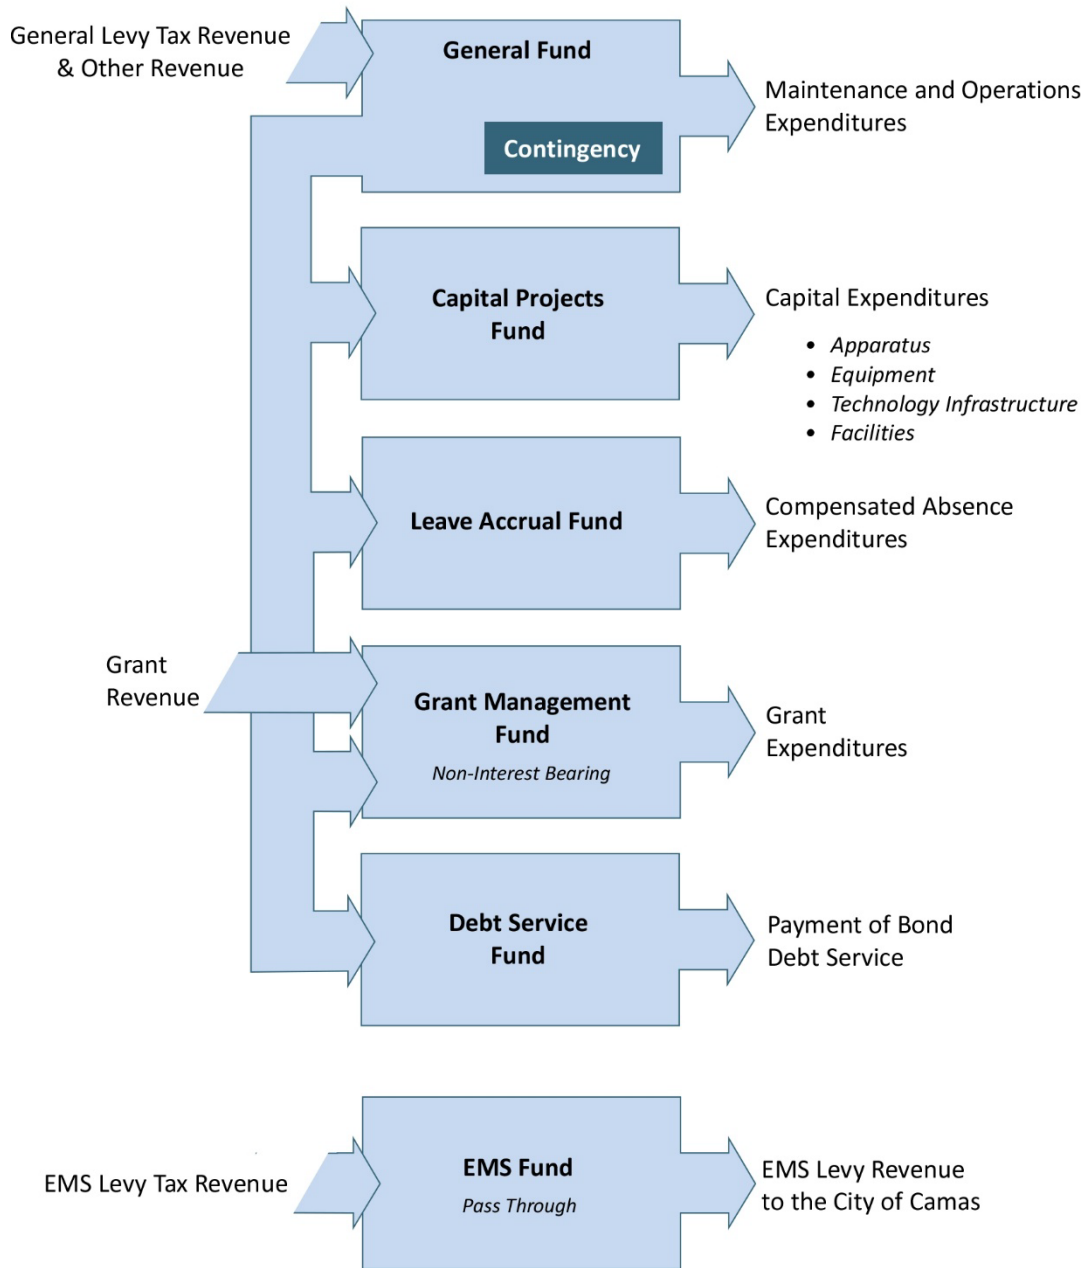 General Levy Tax Revenue
& Other Revenue
General Fund
Contingency
Maintenance and Operations
Expenditures
Capital Projects
Fund
Capital Expenditures
• Apparatus
• Equipment
• Technology Infrastructure
• Facilities
Leave Accrual Fund
Compensated Absence
Expenditures
Grant
Revenue
Grant Management
Fund
Non-Interest Bearing
Grant
Expenditures
Debt Service
Fund
Payment of Bond
Debt Service
EMS Levy Tax Revenue
EMS Fund
Pass Through
EMS Levy Revenue
to the City of Camas